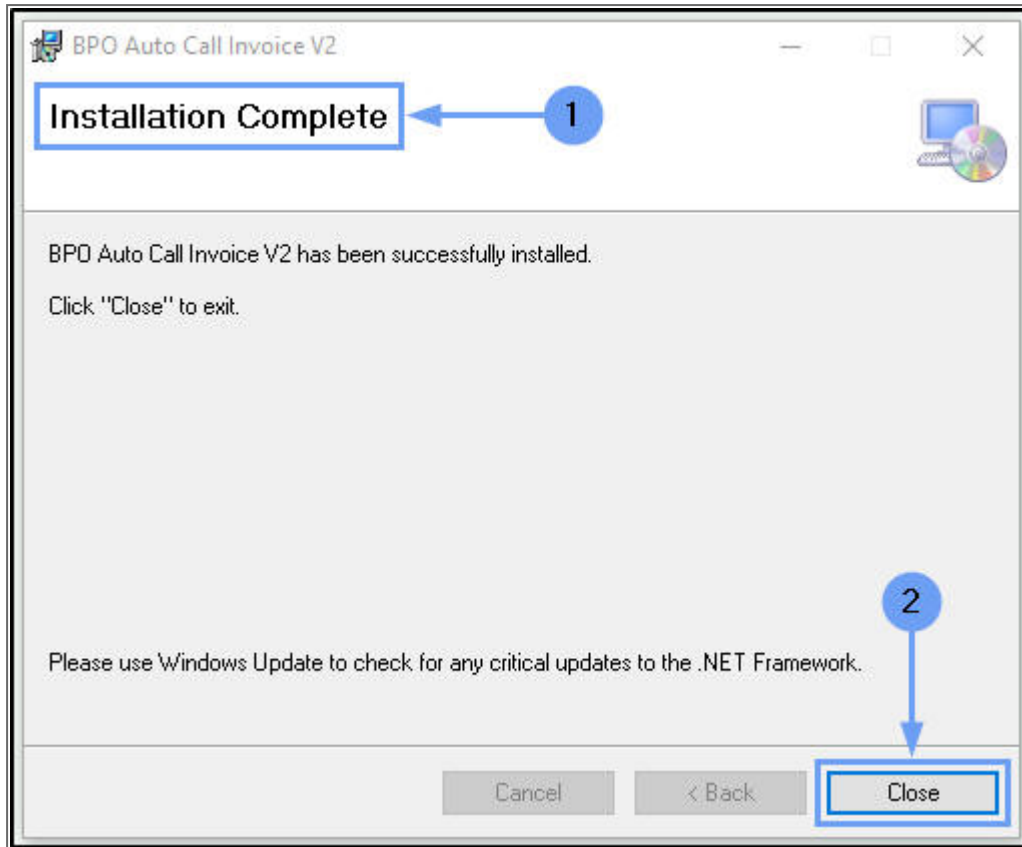 BPO Auto Call Invoice V2
Installation Complete
1
BPO Auto Call Invoice V2 has been successfully installed.
Click "Close" to exit.
2
Please use Windows Update to check for any critical updates to the .NET Framework.
Cancel
< Back
Close